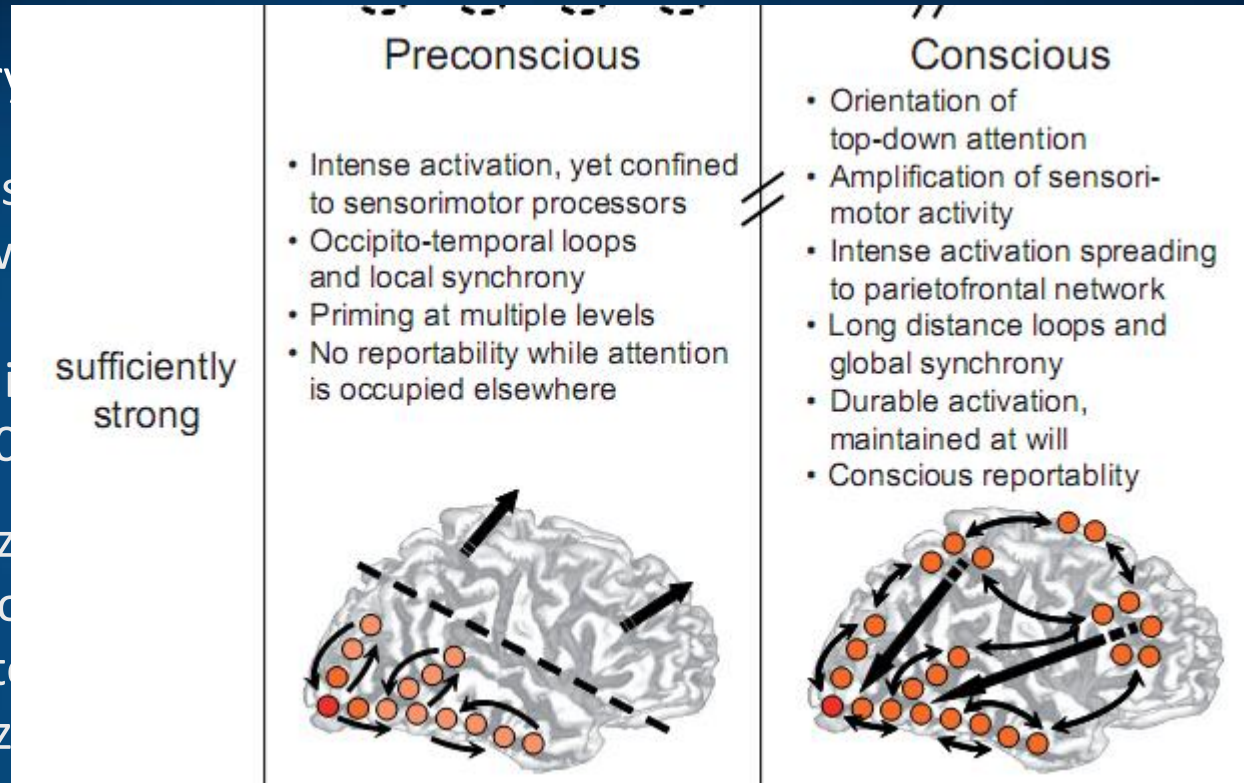 Preconscious
• Intense activation, yet confined
to sensorimotor processors
• Occipito-temporal loops
and local synchrony
• Priming at multiple levels
• No reportability while attention
is occupied elsewhere
Conscious
• Orientation of
top-down attention
• Amplification of sensori-
motor activity
• Intense activation spreading
to parietofrontal network
• Long distance loops and
global synchrony
• Durable activation,
maintained at will
• Conscious reportablity
sufficiently
strong